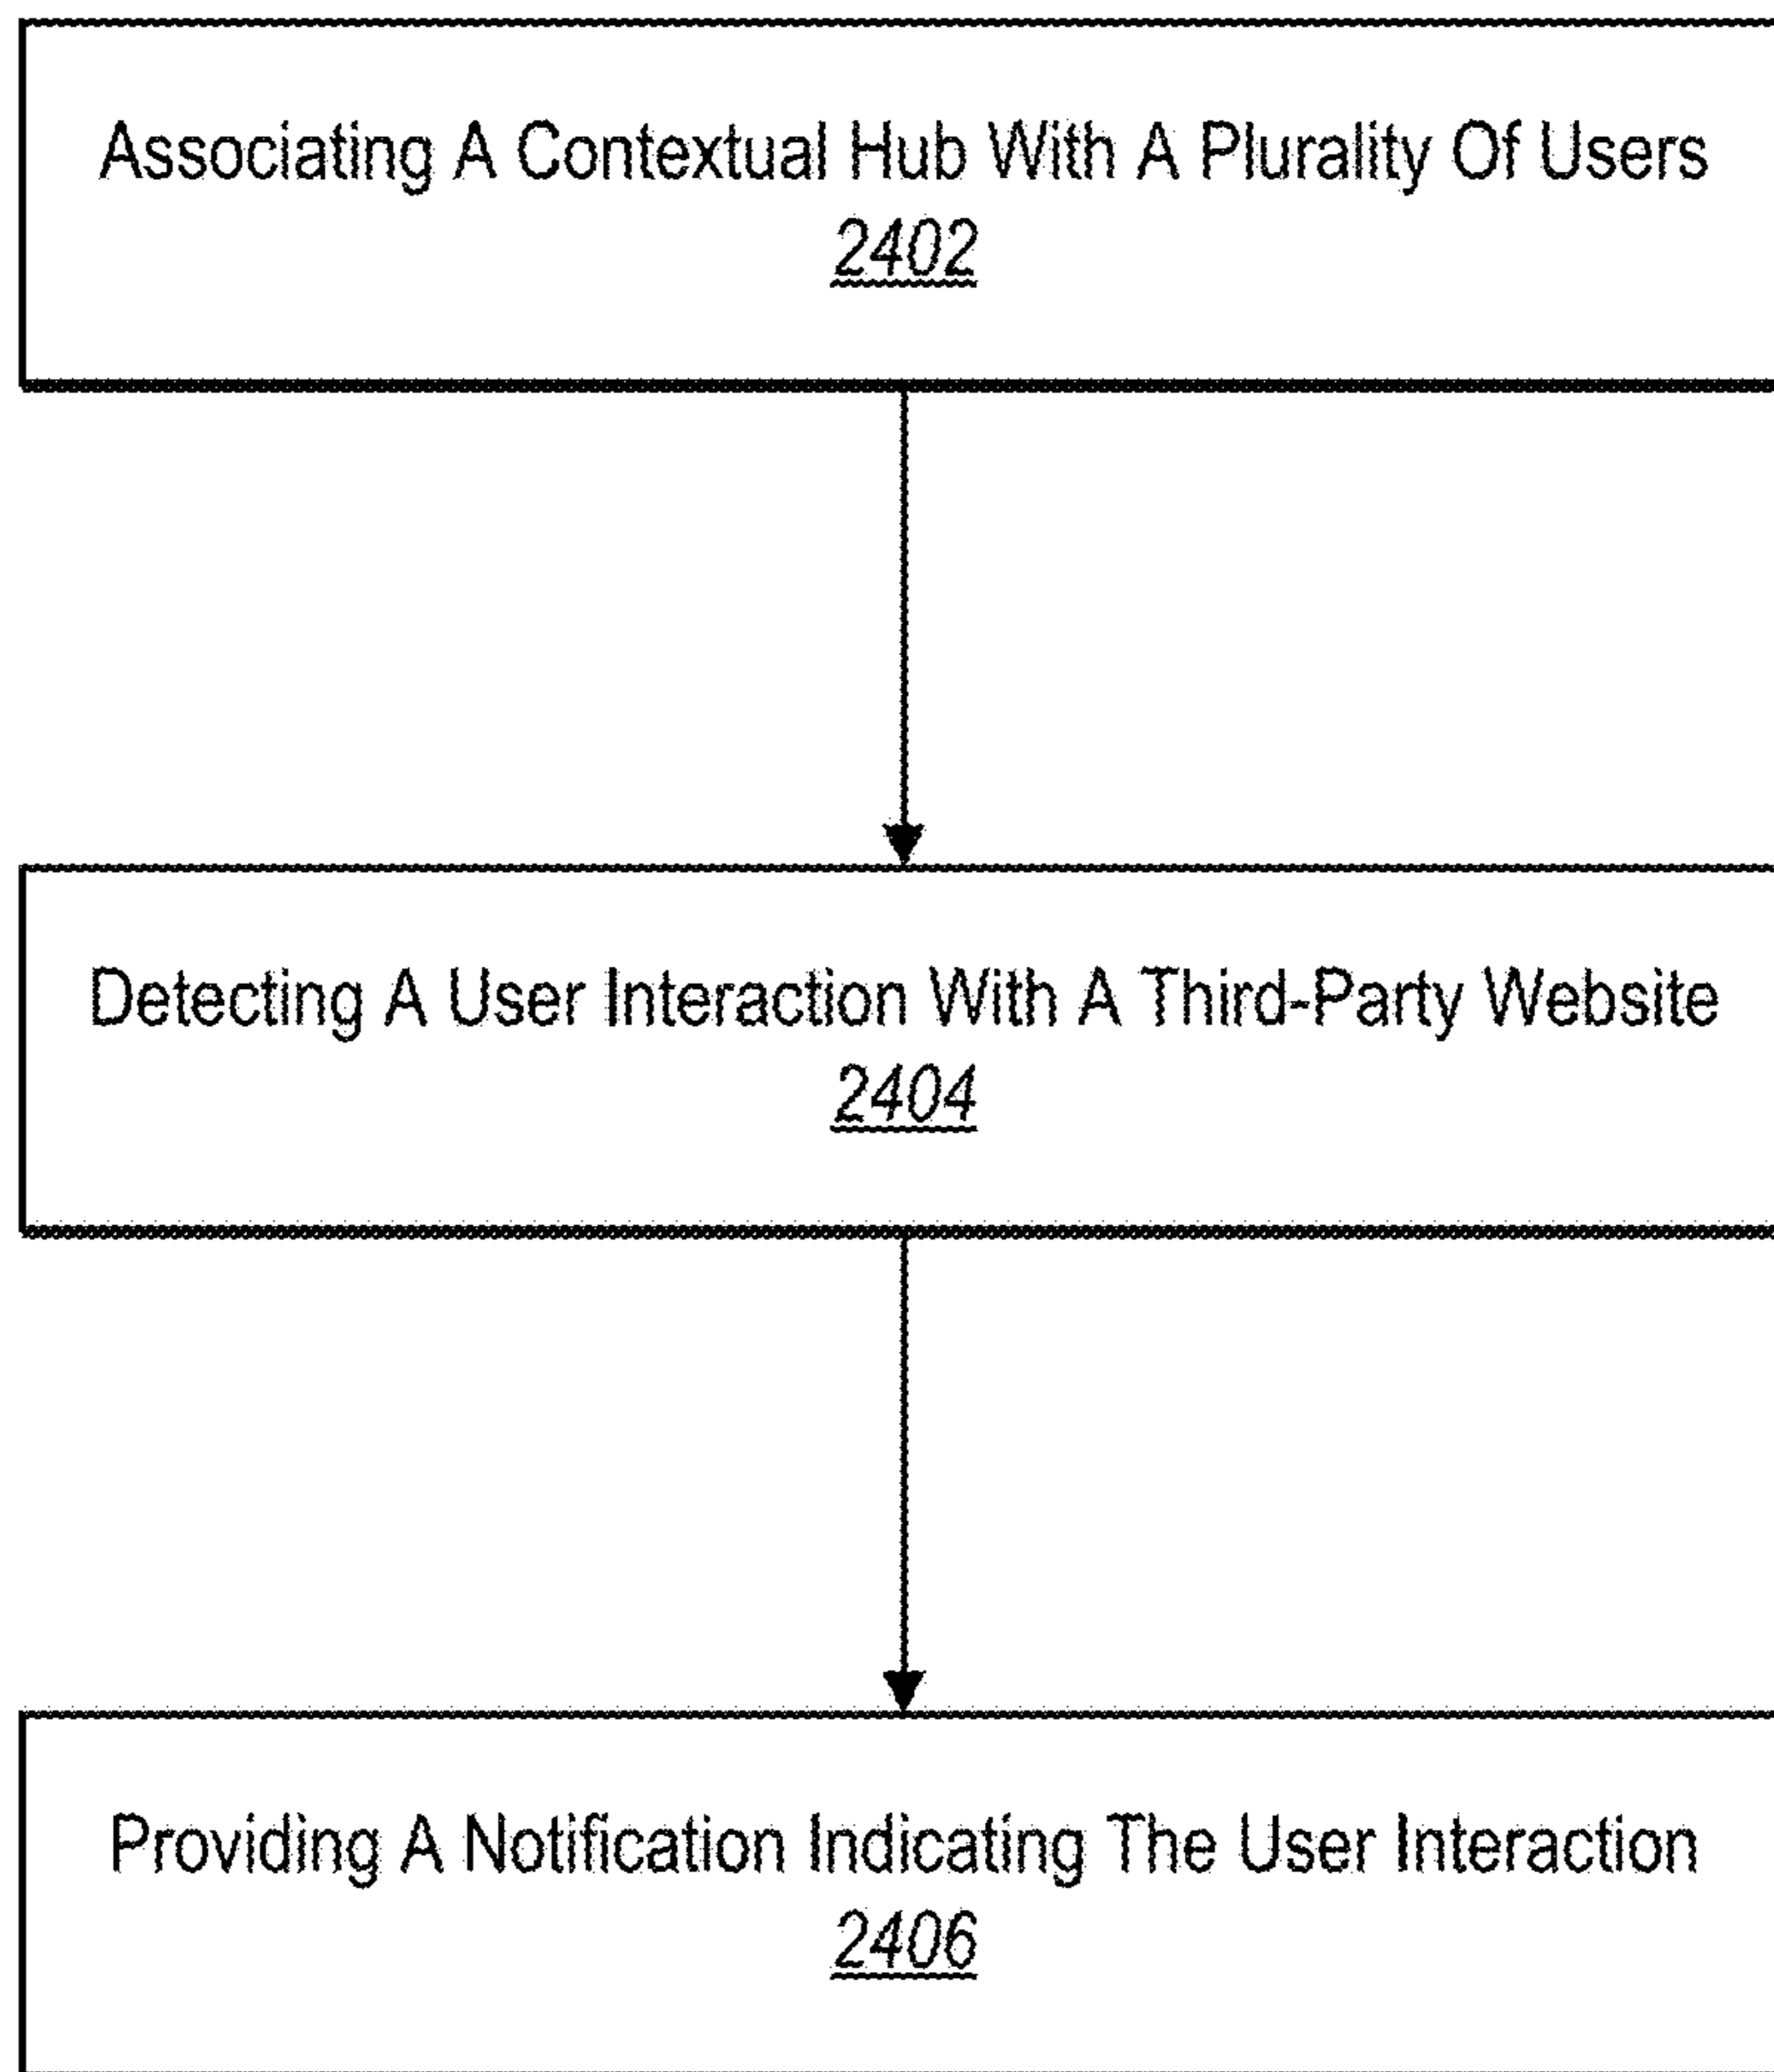 Associating A Contextual Hub With A Plurality Of Users
2402
Detecting A User Interaction With A Third-Party Website
2404
Providing A Notification Indicating The User Interaction
2406